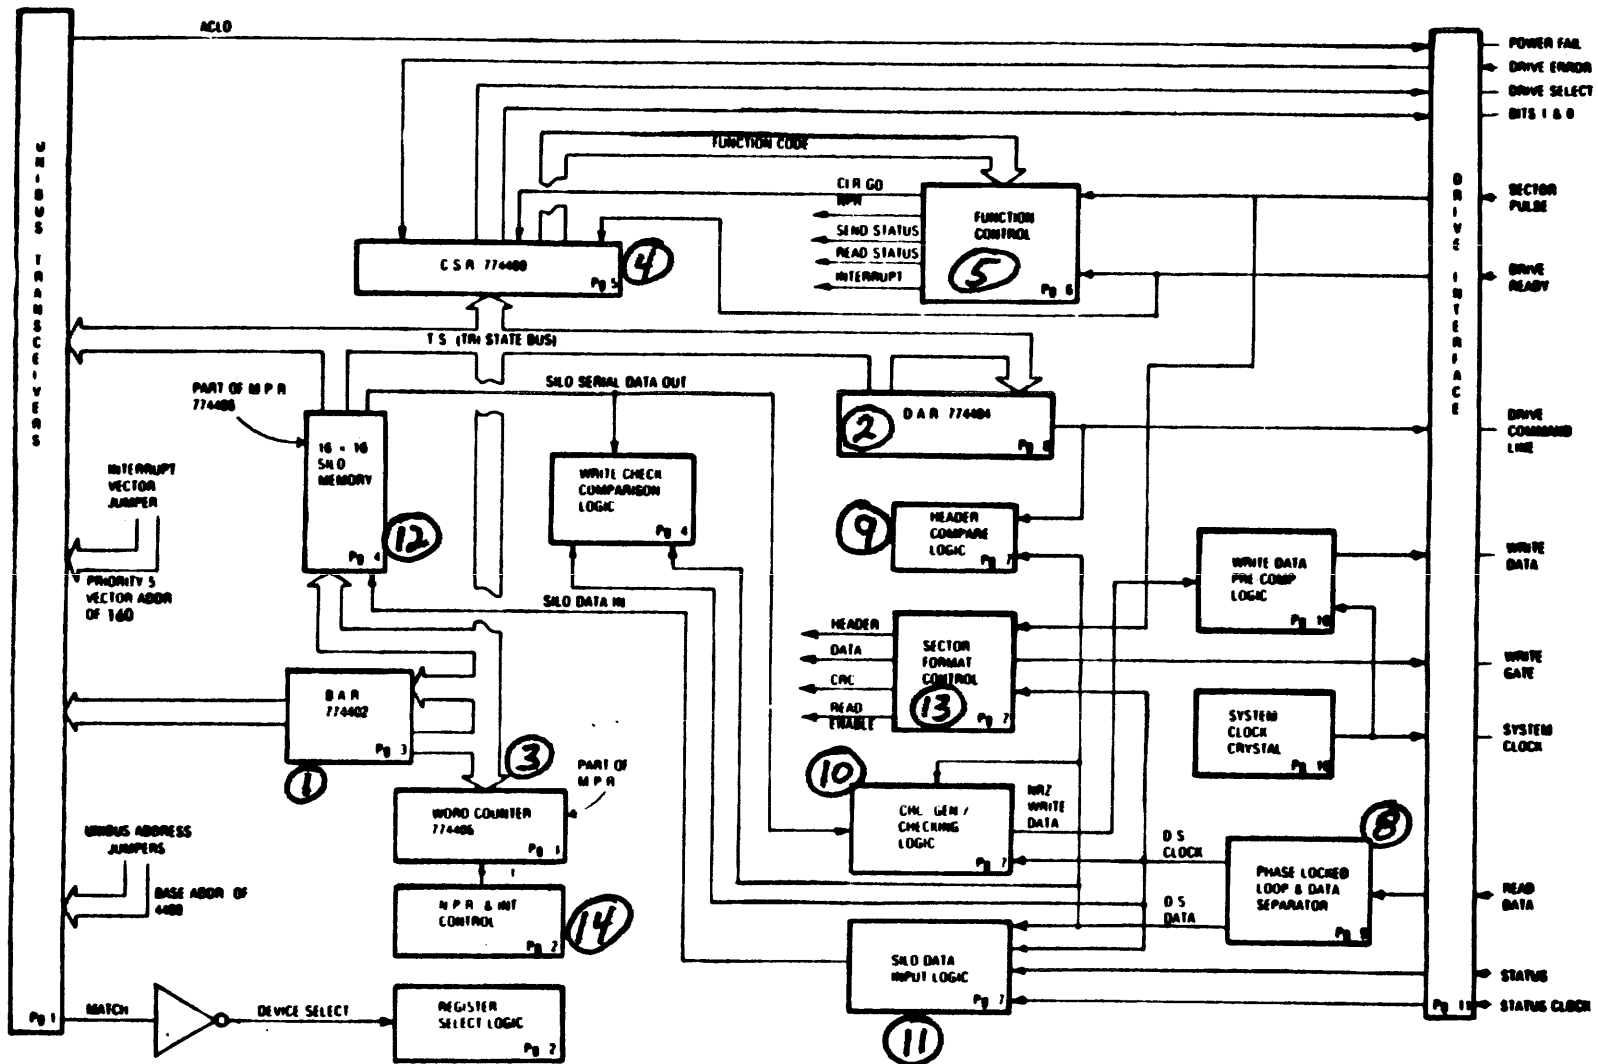 ACLO
POWER FAIL
DRIVE ERROR
DRIVE SELECT
BITS 1 & 0
UNIBUS TRANSCEIVERS
DRIVE INTERFACE
FUNCTION CODE
CLR GO
NPR
SEND STATUS
READ STATUS
INTERRUPT
FUNCTION
CONTROL
5
Pg 6
SECTOR
PULSE
DRIVE
READY
CSR 774400
Pg 5
4
T S (TRI STATE BUS)
PART OF M P R
774406
SILO SERIAL DATA OUT
2
D A R 774404
Pg 8
DRIVE
COMMAND
LINE
16 × 16
SILO
MEMORY
Pg 4
12
INTERRUPT
VECTOR
JUMPER
PRIORITY 5
VECTOR ADDR
OF 160
WRITE CHECK
COMPARISON
LOGIC
Pg 4
9
HEADER
COMPARE
LOGIC
Pg 7
WRITE DATA
PRE COMP
LOGIC
Pg 10
WRITE
DATA
SILO DATA IN
HEADER
DATA
CRC
READ
ENABLE
SECTOR
FORMAT
CONTROL
13
Pg 7
WRITE
GATE
B A R
774402
Pg 3
1
SYSTEM
CLOCK
CRYSTAL
Pg 10
SYSTEM
CLOCK
3
PART OF
M P R
WORD COUNTER
774406
Pg 1
10
CRC GEN /
CHECKING
LOGIC
Pg 7
NRZ
WRITE
DATA
D S
CLOCK
8
PHASE LOCKED
LOOP & DATA
SEPARATOR
READ
DATA
D S
DATA
UNIBUS ADDRESS
JUMPERS
BASE ADDR OF
4400
N P R & INT
CONTROL
Pg 2
14
SILO DATA
INPUT LOGIC
Pg 7
11
STATUS
STATUS CLOCK
Pg 1
MATCH
DEVICE SELECT
REGISTER
SELECT LOGIC
Pg 2
Pg 11